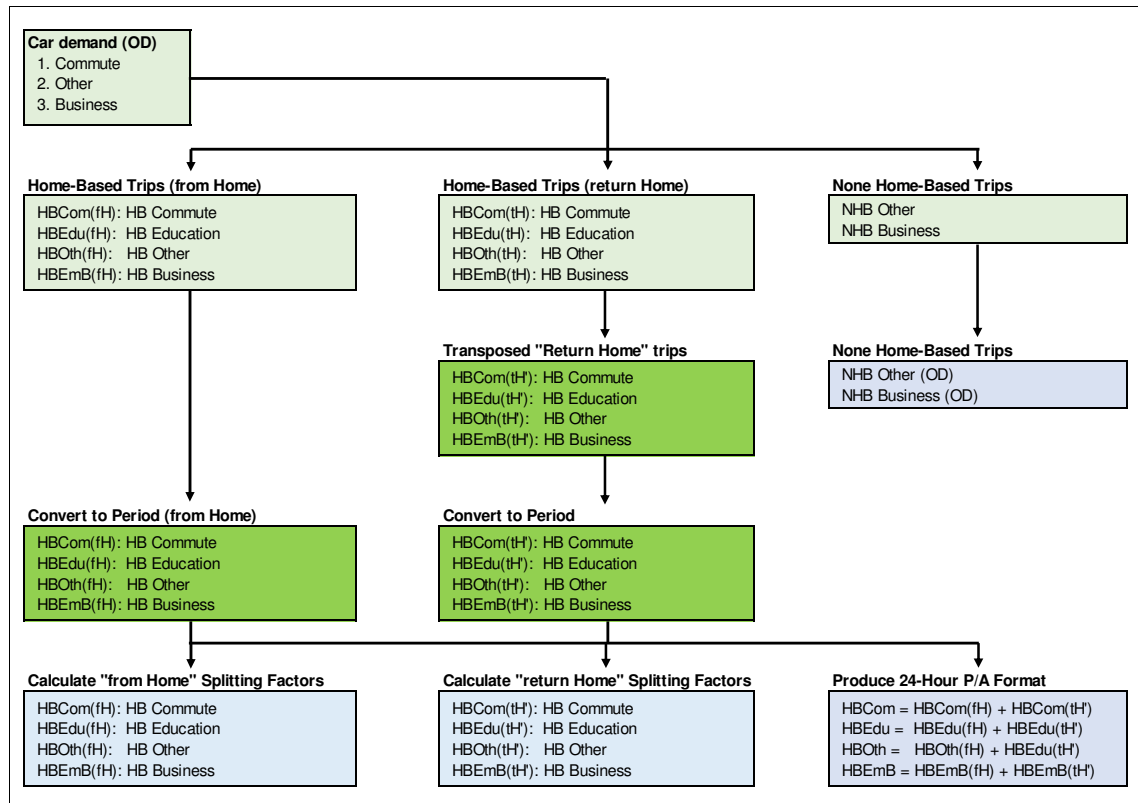 Car demand (OD)
1. Commute
2. Other
3. Business
Home-Based Trips (from Home)
HBCom(fH): HB Commute
HBEdu(fH): HB Education
HBOth(fH): HB Other
HBEmB(fH): HB Business
Home-Based Trips (return Home)
HBCom(tH): HB Commute
HBEdu(tH): HB Education
HBOth(tH): HB Other
HBEmB(tH): HB Business
None Home-Based Trips
NHB Other
NHB Business
Transposed "Return Home" trips
HBCom(tH'): HB Commute
HBEdu(tH'): HB Education
HBOth(tH'): HB Other
HBEmB(tH'): HB Business
None Home-Based Trips
NHB Other (OD)
NHB Business (OD)
Convert to Period (from Home)
HBCom(fH): HB Commute
HBEdu(fH): HB Education
HBOth(fH): HB Other
HBEmB(fH): HB Business
Convert to Period
HBCom(tH'): HB Commute
HBEdu(tH'): HB Education
HBOth(tH'): HB Other
HBEmB(tH'): HB Business
Calculate "from Home" Splitting Factors
HBCom(fH): HB Commute
HBEdu(fH): HB Education
HBOth(fH): HB Other
HBEmB(fH): HB Business
Calculate "return Home" Splitting Factors
HBCom(tH'): HB Commute
HBEdu(tH'): HB Education
HBOth(tH'): HB Other
HBEmB(tH'): HB Business
Produce 24-Hour P/A Format
HBCom = HBCom(fH) + HBCom(tH')
HBEdu = HBEdu(fH) + HBEdu(tH')
HBOth = HBOth(fH) + HBEdu(tH')
HBEmB = HBEmB(fH) + HBEmB(tH')